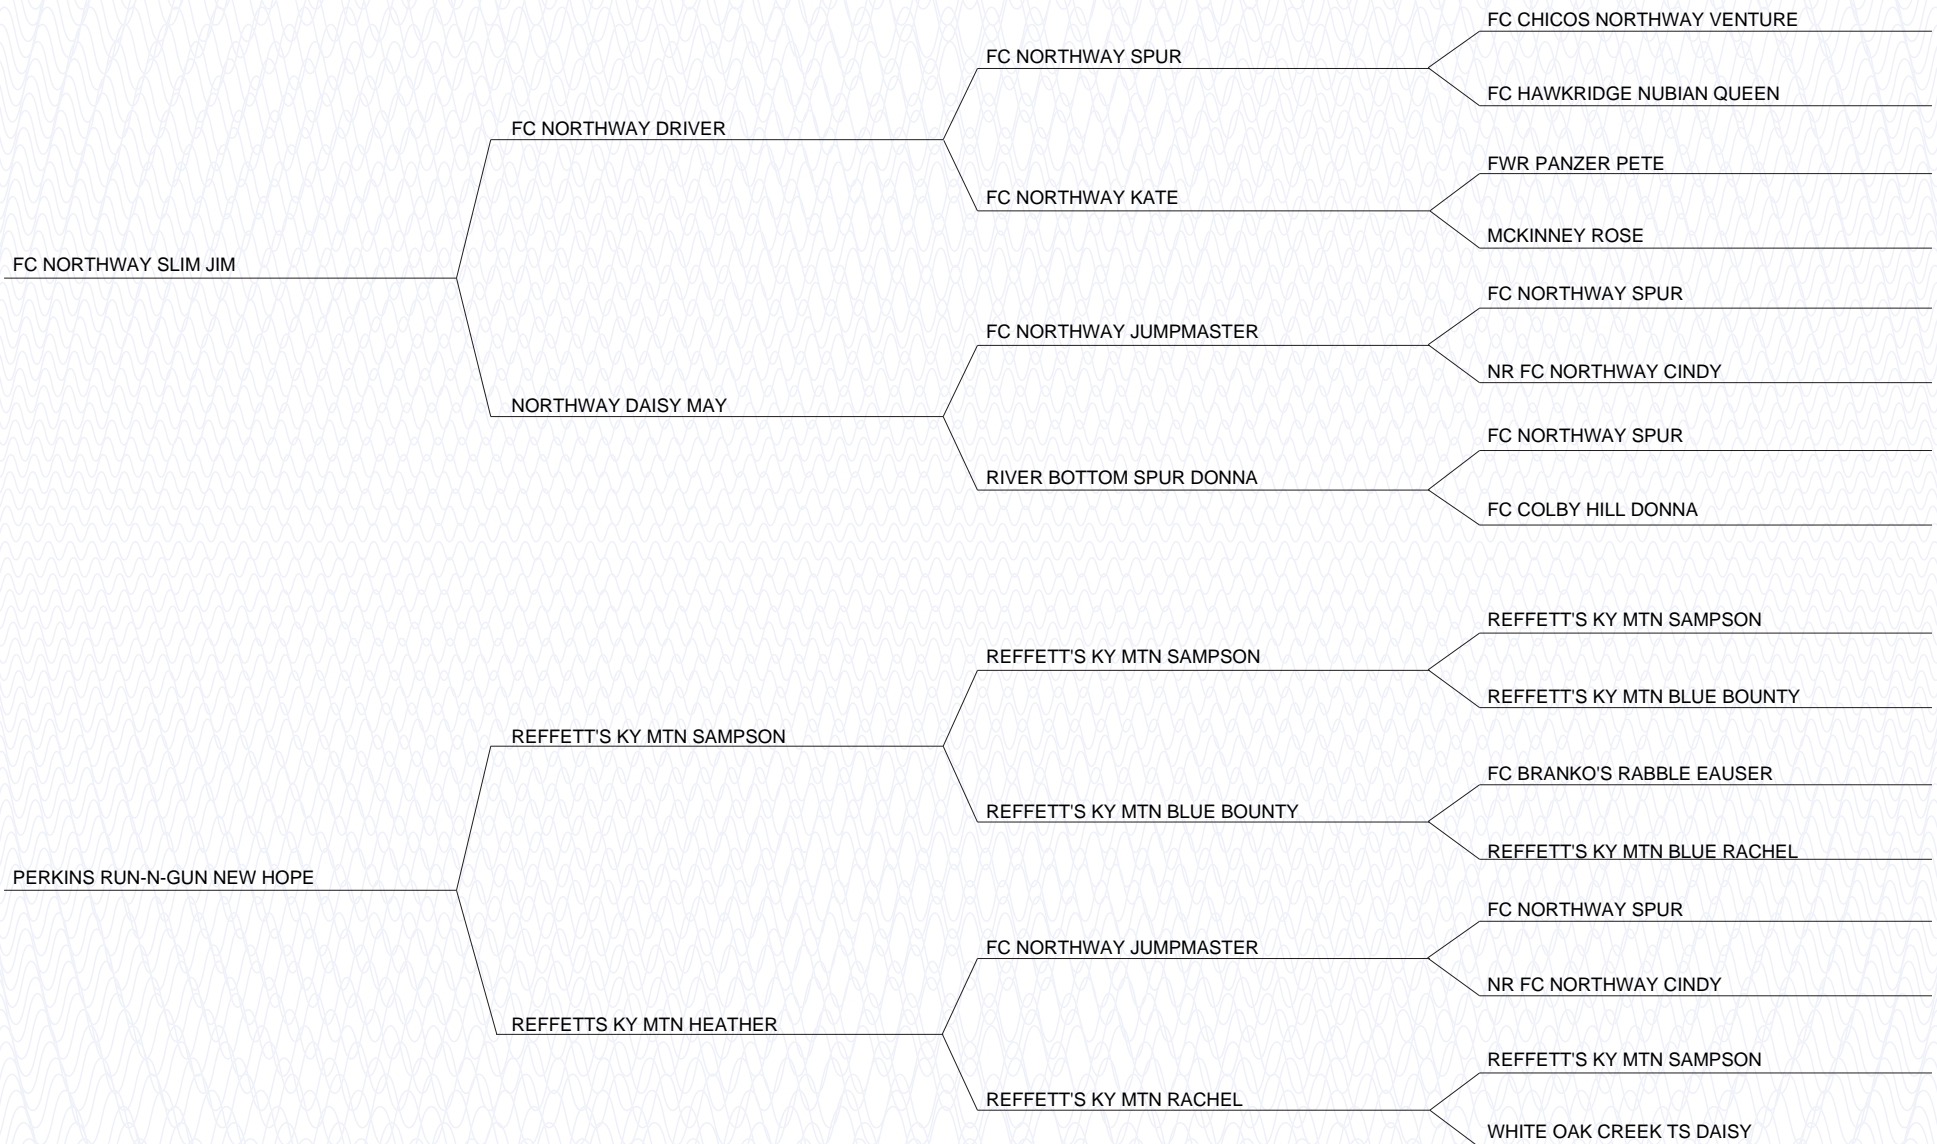 FC CHICOS NORTHWAY VENTURE
FC NORTHWAY SPUR
FC HAWKRIDGE NUBIAN QUEEN
FC NORTHWAY DRIVER
FWR PANZER PETE
FC NORTHWAY KATE
MCKINNEY ROSE
FC NORTHWAY SLIM JIM
FC NORTHWAY SPUR
FC NORTHWAY JUMPMASTER
NR FC NORTHWAY CINDY
NORTHWAY DAISY MAY
FC NORTHWAY SPUR
RIVER BOTTOM SPUR DONNA
FC COLBY HILL DONNA
REFFETT'S KY MTN SAMPSON
REFFETT'S KY MTN SAMPSON
REFFETT'S KY MTN BLUE BOUNTY
REFFETT'S KY MTN SAMPSON
FC BRANKO'S RABBLE EAUSER
REFFETT'S KY MTN BLUE BOUNTY
REFFETT'S KY MTN BLUE RACHEL
PERKINS RUN-N-GUN NEW HOPE
FC NORTHWAY SPUR
FC NORTHWAY JUMPMASTER
NR FC NORTHWAY CINDY
REFFETTS KY MTN HEATHER
REFFETT'S KY MTN SAMPSON
REFFETT'S KY MTN RACHEL
WHITE OAK CREEK TS DAISY